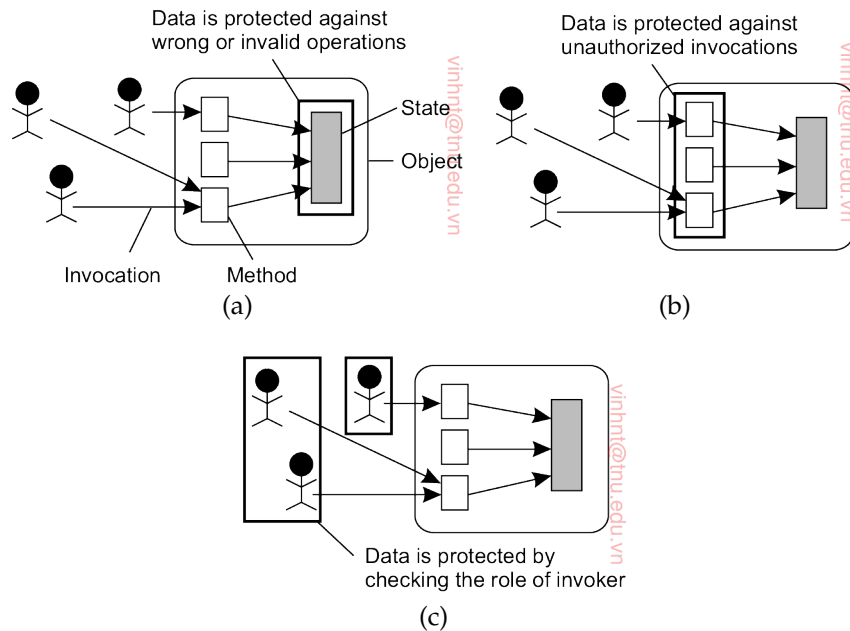 Data is protected against
wrong or invalid operations
State
Object
Invocation
Method
vinhnt@tnu.edu.vn
(a)
Data is protected against
unauthorized invocations
vinhnt@tnu.edu.vn
(b)
vinhnt@tnu.edu.vn
Data is protected by
checking the role of invoker
(c)